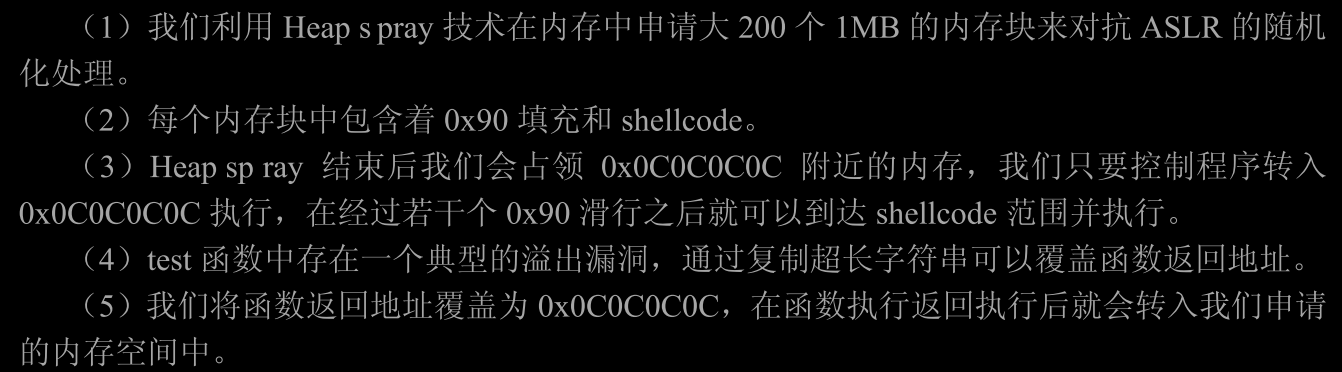 （1）我们利用 Heap s pray 技术在内存中申请大 200 个 1MB 的内存块来对抗 ASLR 的随机
化处理。
（2）每个内存块中包含着 0x90 填充和 shellcode。
（3）Heap sp ray 结束后我们会占领 0x0C0C0C0C 附近的内存，我们只要控制程序转入
0x0C0C0C0C 执行，在经过若干个 0x90 滑行之后就可以到达 shellcode 范围并执行。
（4）test 函数中存在一个典型的溢出漏洞，通过复制超长字符串可以覆盖函数返回地址。
（5）我们将函数返回地址覆盖为 0x0C0C0C0C，在函数执行返回执行后就会转入我们申请
的内存空间中。